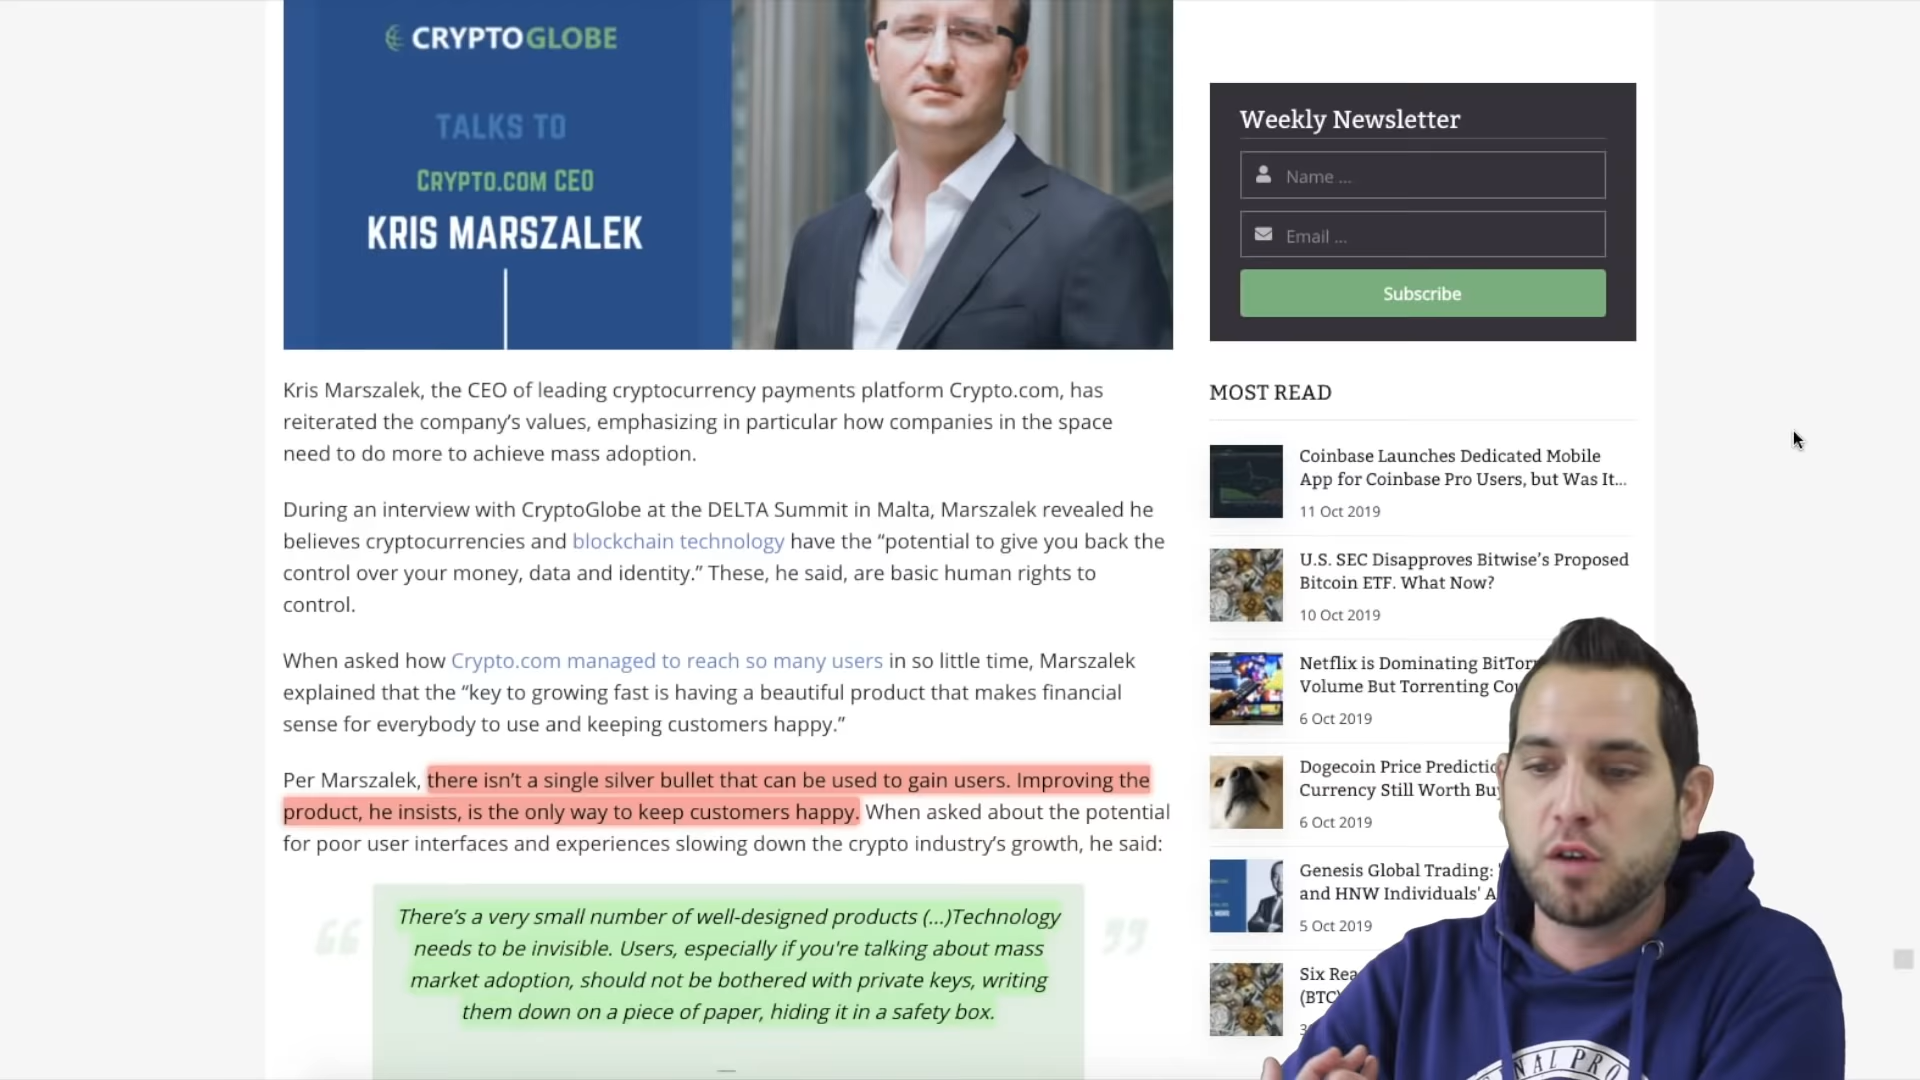 CRYPTOGLOBE
TALKS TO
CRYPTO.COM CEO
KRIS MARSZALEK
Kris Marszalek, the CEO of leading cryptocurrency payments platform Crypto.com, has
reiterated the company's values, emphasizing in particular how companies in the space
need to do more to achieve mass adoption.
During an interview with CryptoGlobe at the DELTA Summit in Malta, Marszalek revealed he
believes cryptocurrencies and blockchain technology have the “potential to give you back the
control over your money, data and identity.” These, he said, are basic human rights to
control.
When asked how Crypto.com managed to reach so many users in so little time, Marszalek
explained that the “key to growing fast is having a beautiful product that makes financial
sense for everybody to use and keeping customers happy.”
Per Marszalek, there isn't a single silver bullet that can be used to gain users. Improving the
product, he insists, is the only way to keep customers happy. When asked about the potential
for poor user interfaces and experiences slowing down the crypto industry's growth, he said:
“ There's a very small number of well-designed products (...)Technology ”
needs to be invisible. Users, especially if you're talking about mass
market adoption, should not be bothered with private keys, writing
them down on a piece of paper, hiding it in a safety box.
Weekly Newsletter
Name ...
Email ...
Subscribe
MOST READ
Coinbase Launches Dedicated Mobile
App for Coinbase Pro Users, but Was It...
11 Oct 2019
U.S. SEC Disapproves Bitwise's Proposed
Bitcoin ETF. What Now?
10 Oct 2019
Netflix is Dominating
Volume But Torrenting
6 Oct 2019
Dogecoin Price
Currency Still Worth
6 Oct 2019
Genesis Global Trading:
and HNW Individuals'
5 Oct 2019
Six
(BTC)